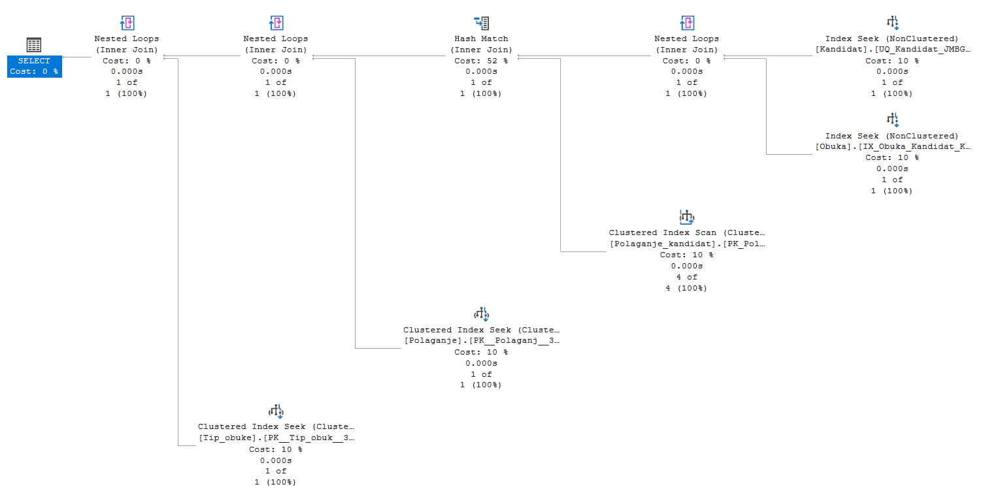 SELECT
Cost: 0 %
Nested Loops
(Inner Join)
Cost: 0 %
0.000s
1 of
1 (100%)
Nested Loops
(Inner Join)
Cost: 0 %
0.000s
1 of
1 (100%)
Hash Match
(Inner Join)
Cost: 52 %
0.000s
1 of
1 (100%)
Nested Loops
(Inner Join)
Cost: 0 %
0.000s
1 of
1 (100%)
Index Seek (NonClustered)
[Kandidat].[UQ_Kandidat_JMBG…
Cost: 10 %
0.000s
1 of
1 (100%)
Index Seek (NonClustered)
[Obuka].[IX_Obuka_Kandidat_K…
Cost: 10 %
0.000s
1 of
1 (100%)
Clustered Index Scan (Cluste…
[Polaganje_kandidat].[PK_Pol…
Cost: 10 %
0.000s
4 of
4 (100%)
Clustered Index Seek (Cluste…
[Polaganje].[PK__Polaganj__3…
Cost: 10 %
0.000s
1 of
1 (100%)
Clustered Index Seek (Cluste…
[Tip_obuke].[PK__Tip_obuk__3…
Cost: 10 %
0.000s
1 of
1 (100%)